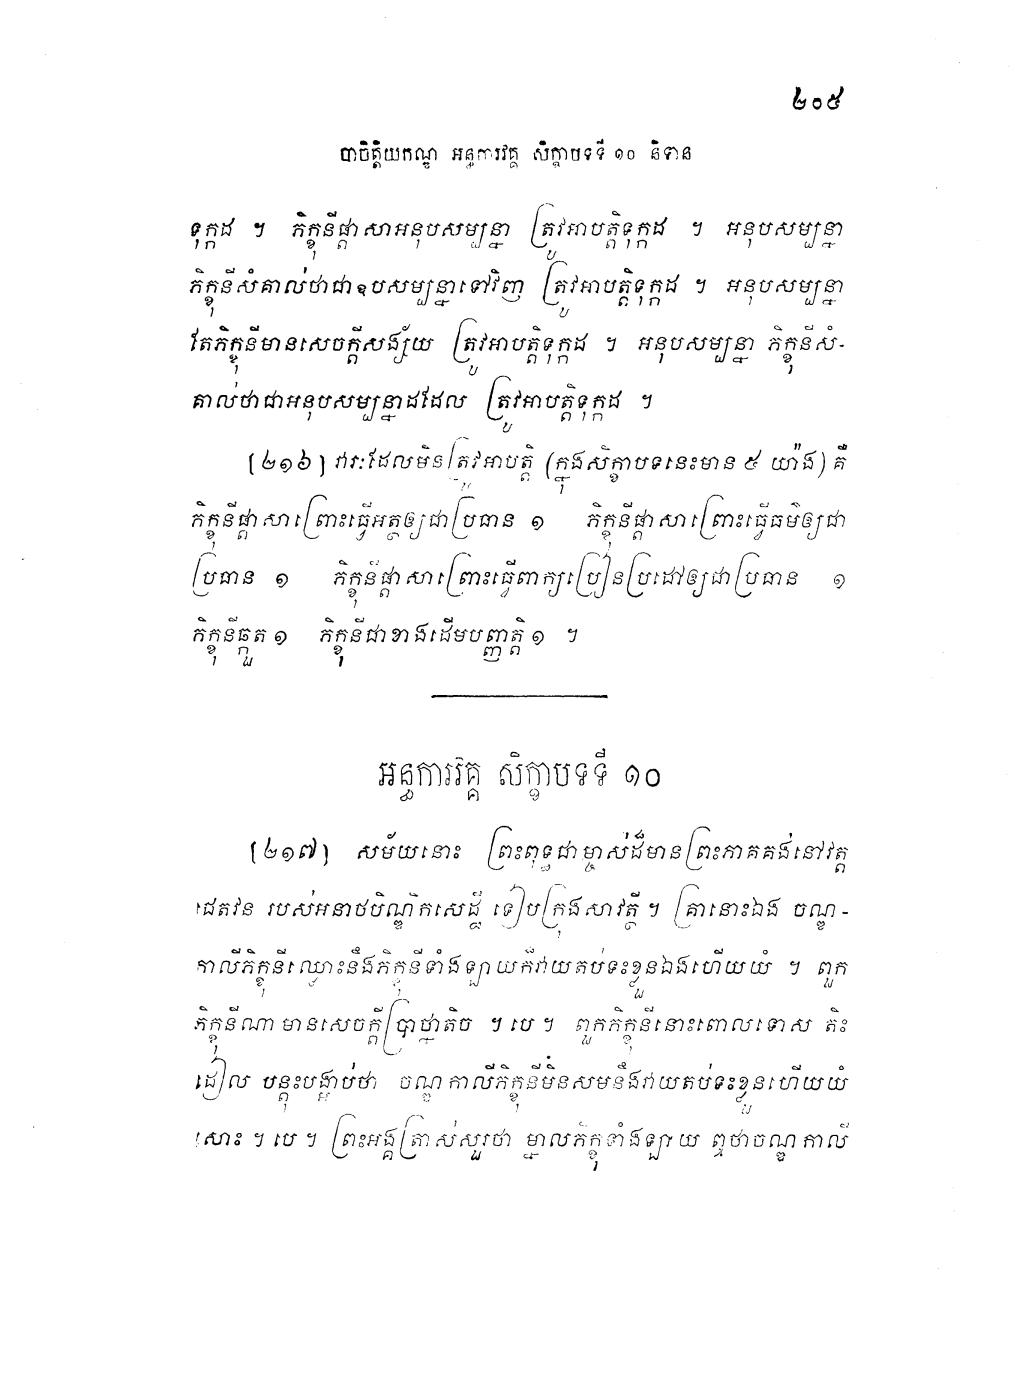 ២០៥
បាចិត្តិយកណ្ឌ អន្ធការវគ្គ សិក្ខាបទទី ១០ និទាន
ទុក្កដ ។ ភិក្ខុនីផ្តាសាអនុបសម្បន្នា ត្រូវអាបត្តិទុក្កដ ។ អនុបសម្បន្នា
ភិក្ខុនីសំគាល់ថាជាឧបសម្បន្នាទៅវិញ ត្រូវអាបត្តិទុក្កដ ។ អនុបសម្បន្នា
តែភិក្ខុនីមានសេចក្តីសង្ស័យ ត្រូវអាបត្តិទុក្កដ ។ អនុបសម្បន្នា ភិក្ខុនីសំ-
គាល់ថាជាអនុបសម្បន្នាដដែល ត្រូវអាបត្តិទុក្កដ ។
[២១៦] វារៈដែលមិនត្រូវអាបត្តិ (ក្នុងសិក្ខាបទនេះមាន ៥ យ៉ាង) គឺ
ភិក្ខុនីផ្តាសាព្រោះធ្វើអត្ថឲ្យជាប្រធាន ១ ភិក្ខុនីផ្តាសាព្រោះធ្វើធម៌ឲ្យជា
ប្រធាន ១ ភិក្ខុនីផ្តាសាព្រោះធ្វើពាក្យប្រៀនប្រដៅឲ្យជាប្រធាន ១
ភិក្ខុនីឆ្កួត ១ ភិក្ខុនីជាខាងដើមបញ្ញត្តិ ១ ។
អន្ធការវគ្គ សិក្ខាបទទី ១០
[២១៧] សម័យនោះ ព្រះពុទ្ធជាម្ចាស់ដ៏មានព្រះភាគគង់នៅវត្ត
ជេតវន របស់អនាថបិណ្ឌិកសេដ្ឋី ទៀបក្រុងសាវត្ថី ។ គ្រានោះឯង ចណ្ឌ-
កាលីភិក្ខុនីឈ្លោះនឹងភិក្ខុនីទាំងឡាយក៏វាយតប់ទះខ្លួនឯងហើយយំ ។ ពួក
ភិក្ខុនីណាមានសេចក្តីប្រាថ្នាតិច ។ បេ ។ ពួកភិក្ខុនីនោះពោលទោស តិះ
ដៀល បន្តុះបង្អាប់ថា ចណ្ឌកាលីភិក្ខុនីមិនសមនឹងវាយតប់ទះខ្លួនហើយយំ
សោះ ។ បេ ។ ព្រះអង្គត្រាស់សួរថា ម្នាលភិក្ខុទាំងឡាយ ឮថាចណ្ឌកាលី